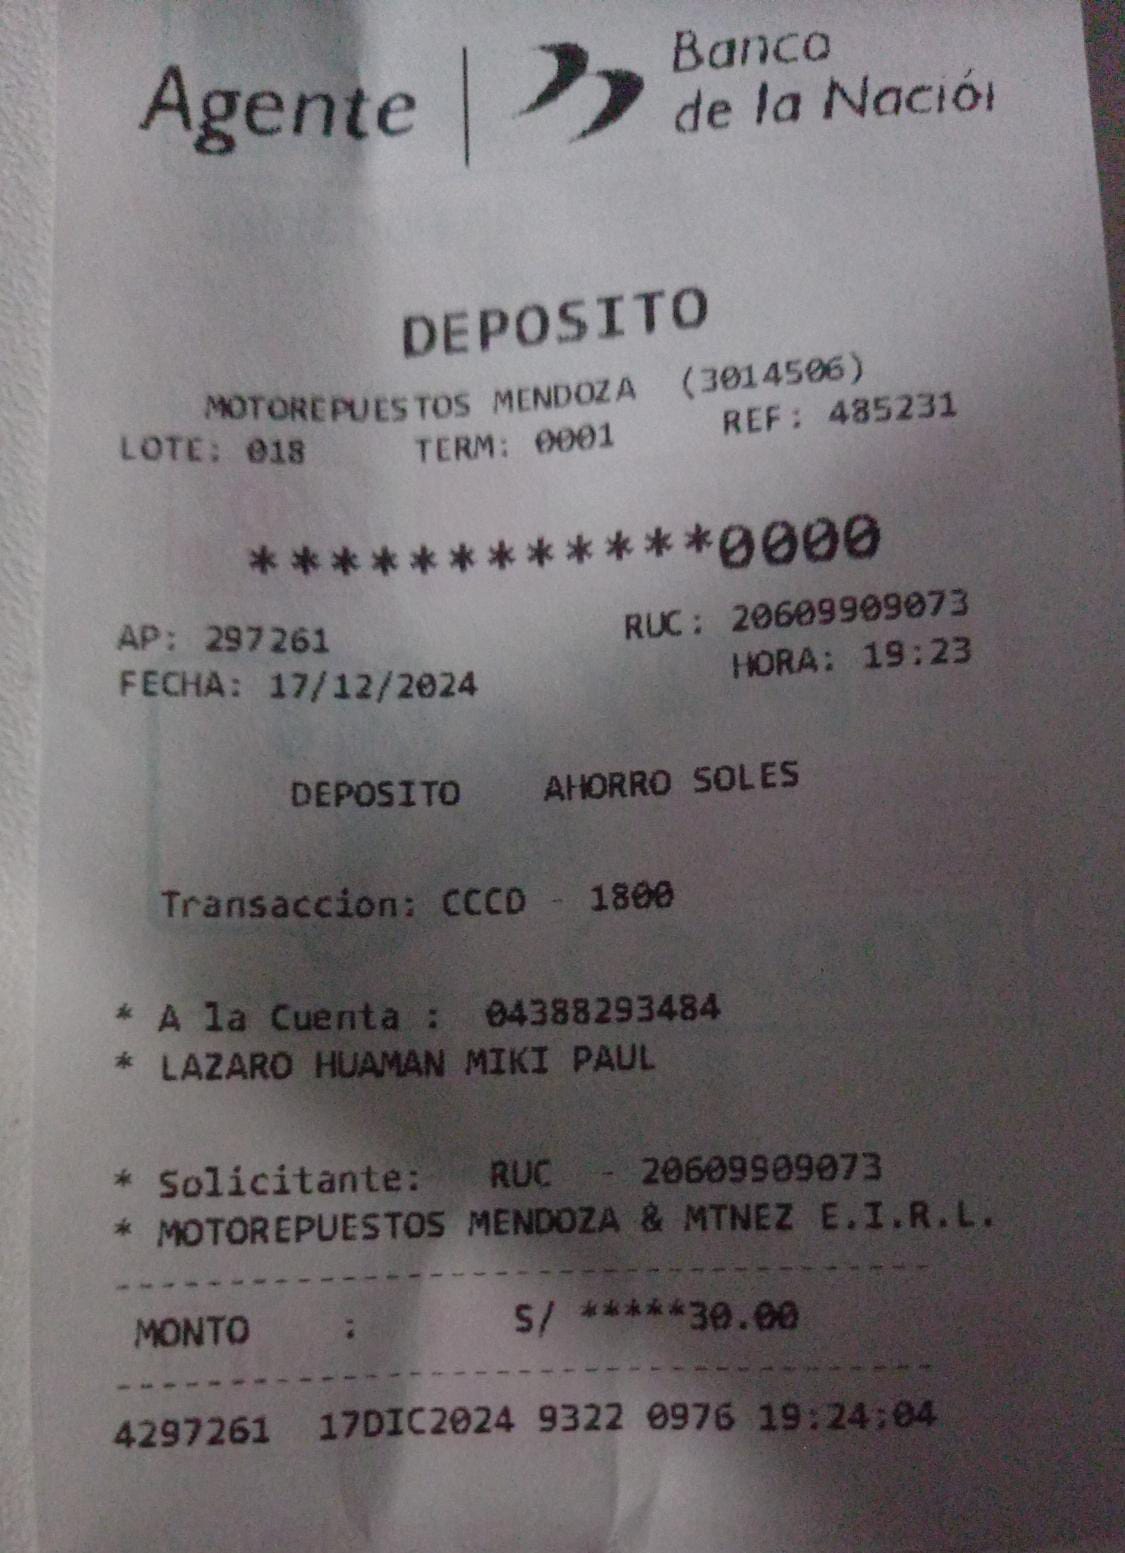 Agente | Banco
de la Nación
DEPOSITO
MOTOREPUESTOS MENDOZA (3014506)
LOTE: 018 TERM: 0001 REF: 485231
************0000
AP: 297261 RUC: 20609909073
FECHA: 17/12/2024 HORA: 19:23
DEPOSITO AHORRO SOLES
Transaccion: CCCD - 1800
* A la Cuenta : 04388293484
* LAZARO HUAMAN MIKI PAUL
* Solicitante: RUC - 20609909073
* MOTOREPUESTOS MENDOZA & MTNEZ E.I.R.L.
MONTO : S/ *****30.00
4297261 17DIC2024 9322 0976 19:24:04